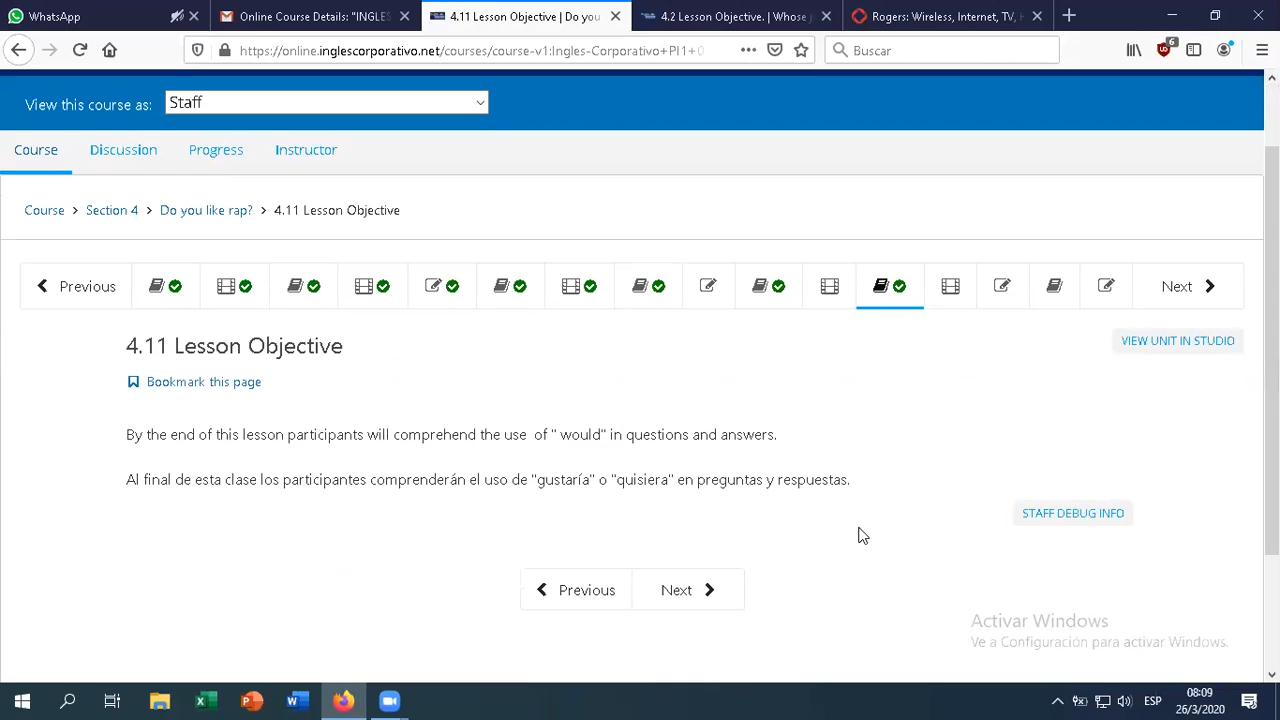 WhatsApp
Online Course Details: "INGLES
4.11 Lesson Objective | Do you
4.2 Lesson Objective. | Whose j
Rogers: Wireless, Internet, TV, H
https://online.inglescorporativo.net/courses/course-v1:Ingles-Corporativo+PI1+0
Buscar
6
View this course as:
Staff
Course
Discussion
Progress
Instructor
Course > Section 4 > Do you like rap? > 4.11 Lesson Objective
Previous
Next
4.11 Lesson Objective
VIEW UNIT IN STUDIO
Bookmark this page
By the end of this lesson participants will comprehend the use of " would" in questions and answers.
Al final de esta clase los participantes comprenderán el uso de "gustaría" o "quisiera" en preguntas y respuestas.
STAFF DEBUG INFO
Previous
Next
Activar Windows
Ve a Configuración para activar Windows.
ESP
08:09
26/3/2020